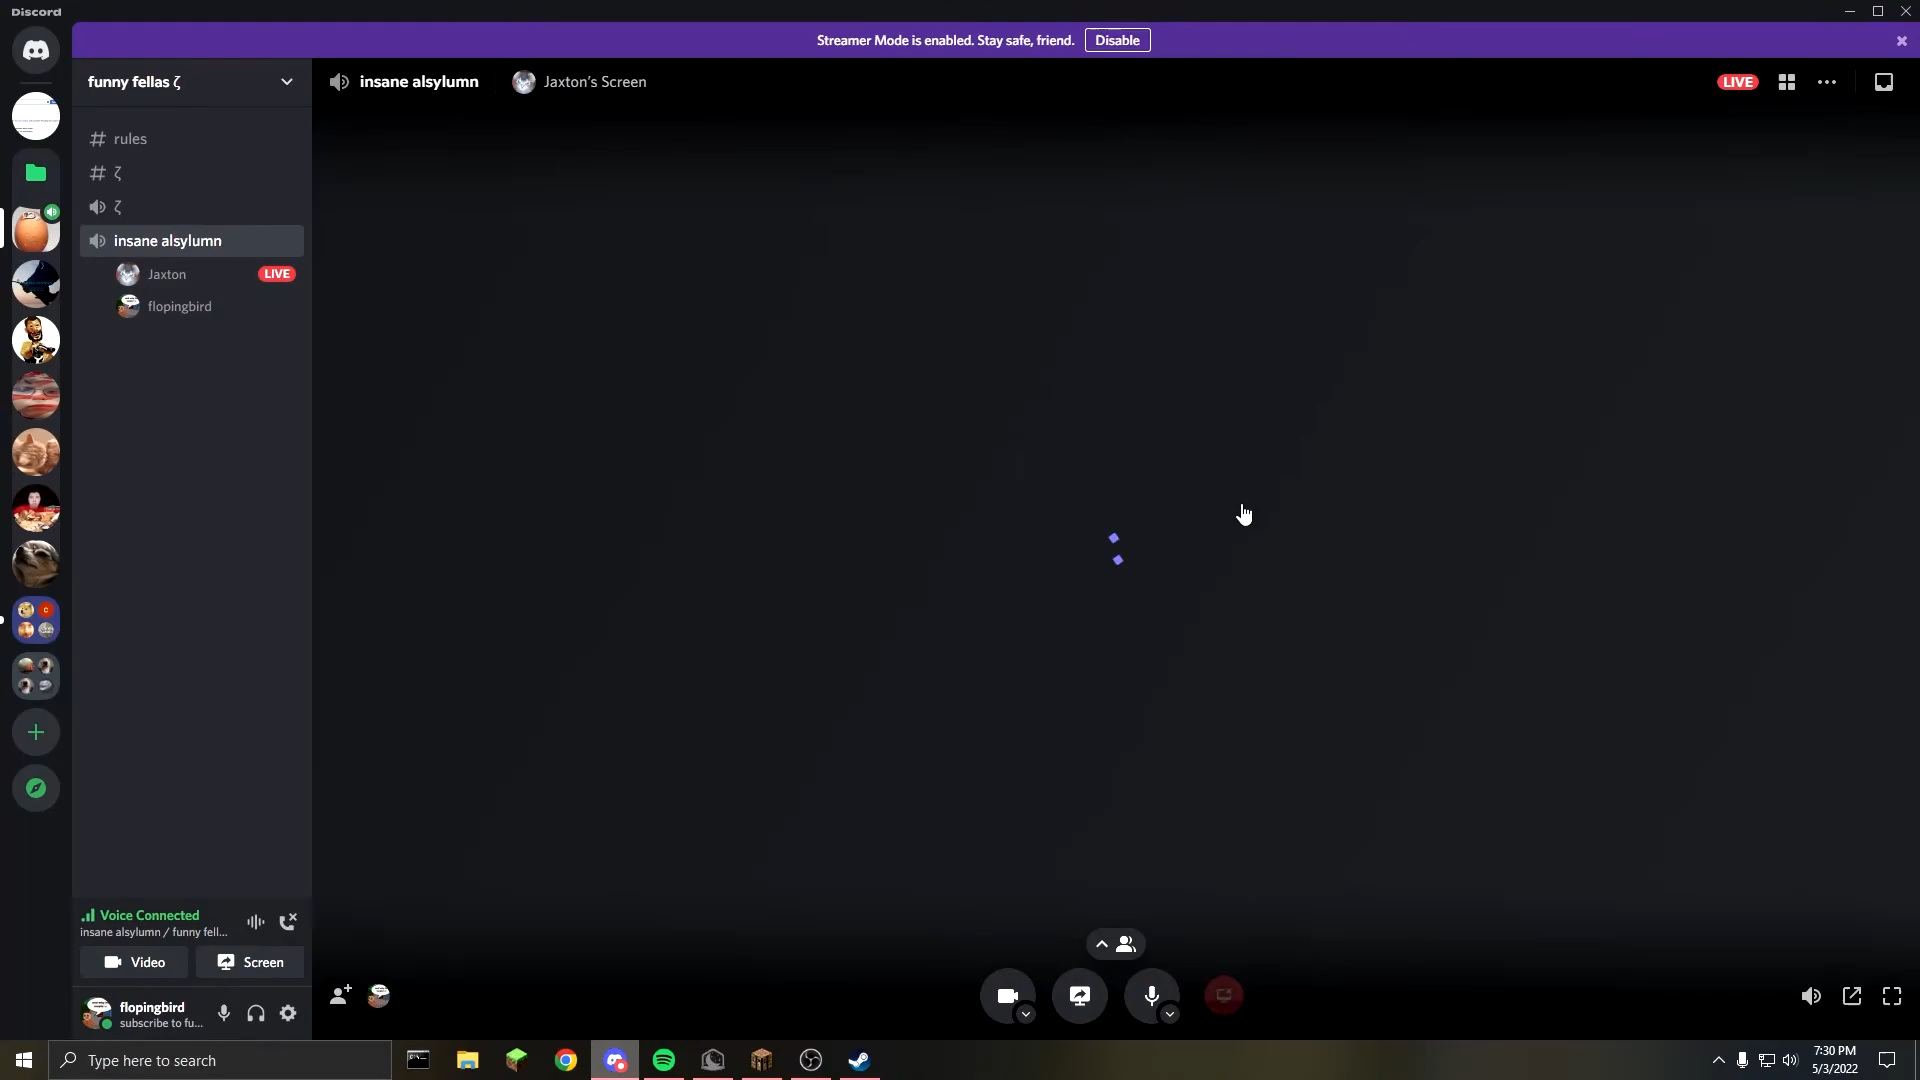 Discord
Streamer Mode is enabled. Stay safe, friend.
Disable
funny fellas ζ
insane alsylumn
Jaxton's Screen
LIVE
rules
ζ
ζ
insane alsylumn
Jaxton
LIVE
flopingbird
Voice Connected
insane alsylumn / funny fell...
Video
Screen
flopingbird
subscribe to fu...
Type here to search
7:30 PM
5/3/2022